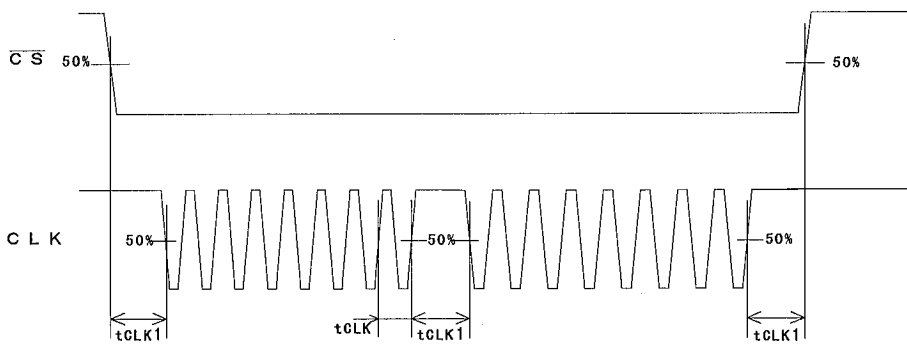 CS 50% 50%
CLK 50% 50% 50%
tCLK1 tCLK tCLK1 tCLK1